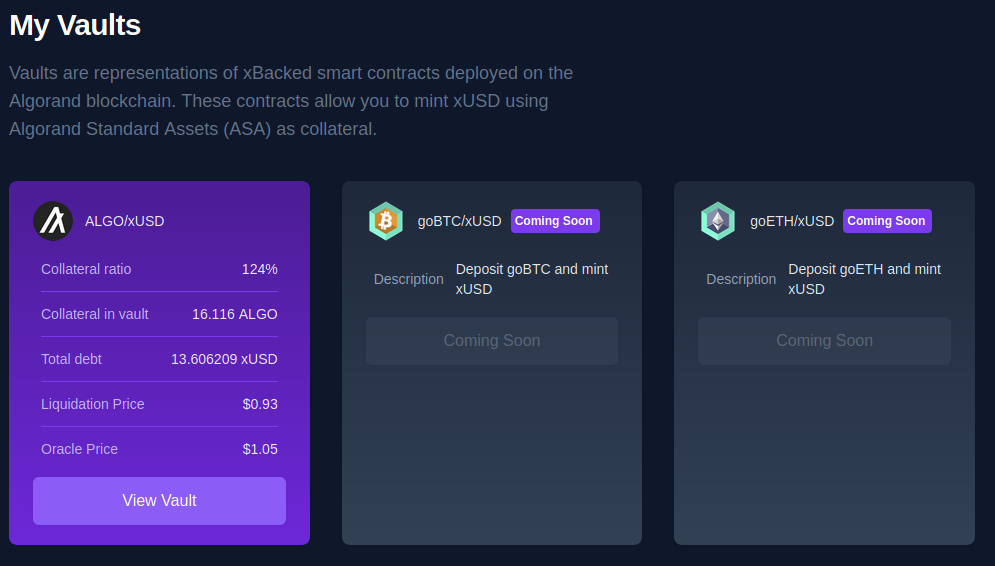 My Vaults
Vaults are representations of xBacked smart contracts deployed on the
Algorand blockchain. These contracts allow you to mint xUSD using
Algorand Standard Assets (ASA) as collateral.
ALGO/xUSD
Collateral ratio 124%
Collateral in vault 16.116 ALGO
Total debt 13.606209 xUSD
Liquidation Price $0.93
Oracle Price $1.05
View Vault
goBTC/xUSD Coming Soon
Description Deposit goBTC and mint
xUSD
Coming Soon
goETH/xUSD Coming Soon
Description Deposit goETH and mint
xUSD
Coming Soon